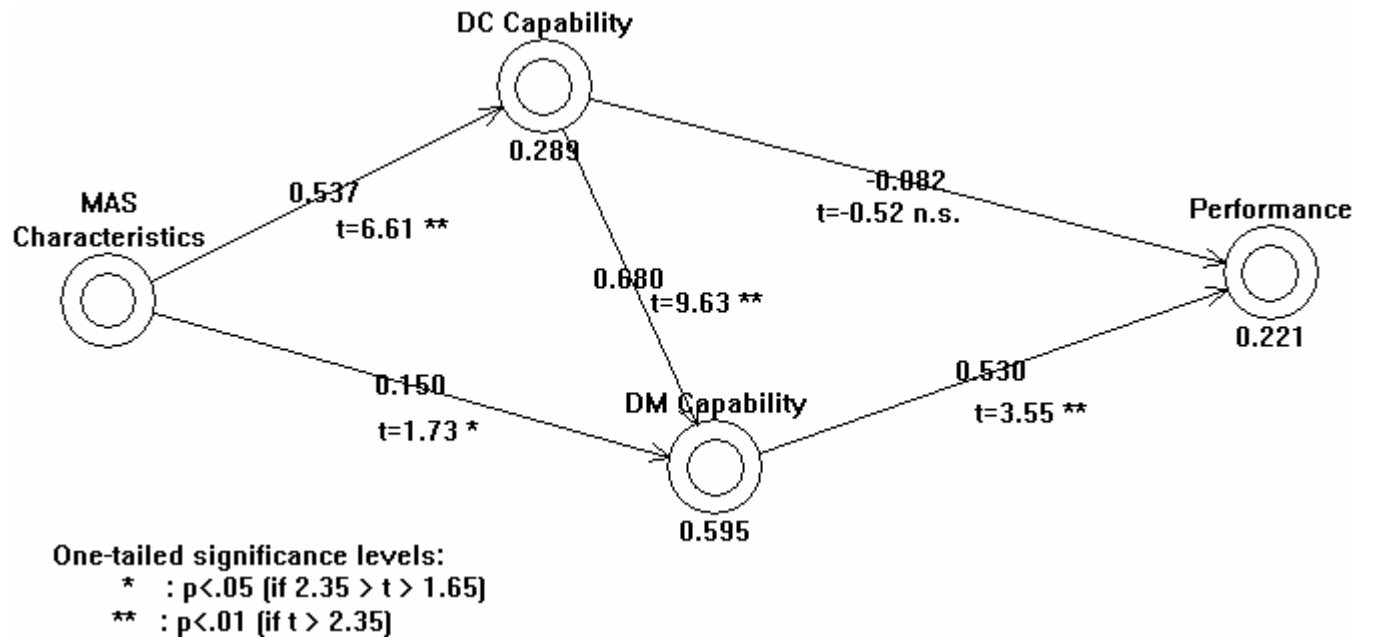 DC Capability
0.289
0.537
t=6.61 **
MAS
Characteristics
-0.082
t=-0.52 n.s.
Performance
0.221
0.680
t=9.63 **
0.150
t=1.73 *
DM Capability
0.595
0.530
t=3.55 **
One-tailed significance levels:
* : p<.05 (if 2.35 > t > 1.65)
** : p<.01 (if t > 2.35)